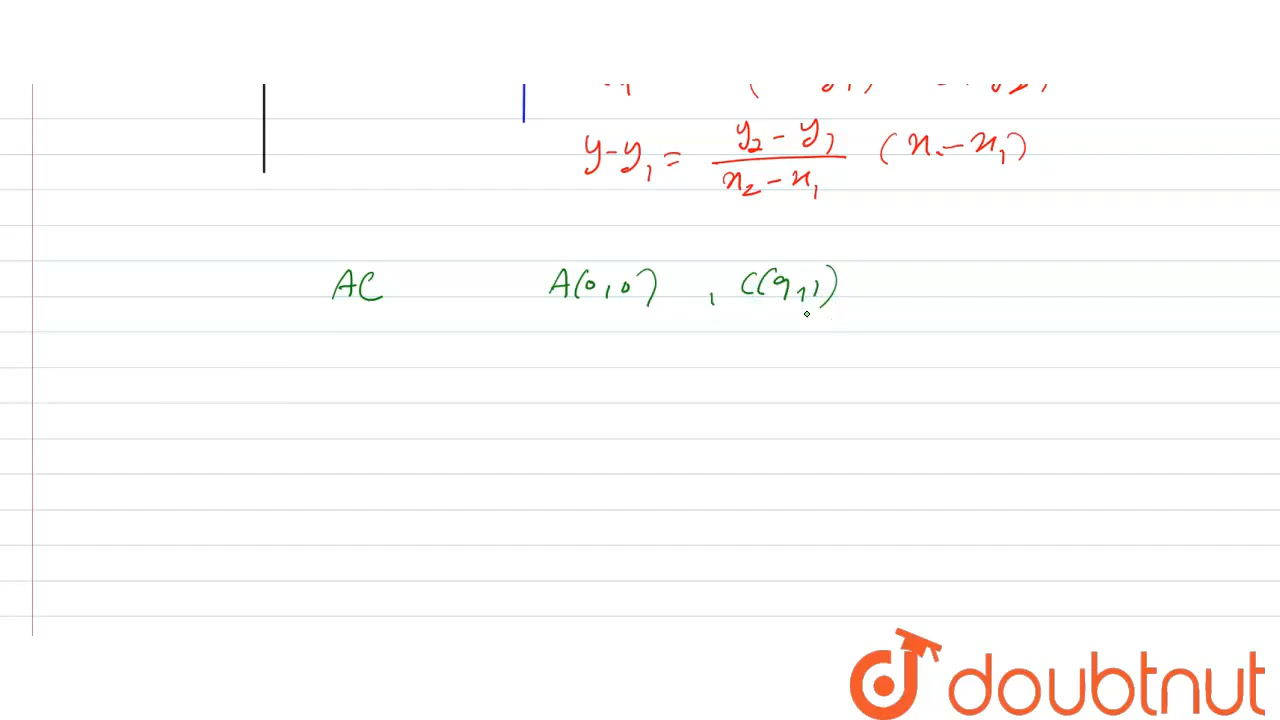 y-y₁ = (y₂-y₁)/(x₂-x₁) (x-x₁)
AC A(0,0) , C(9,1)
doubtnut